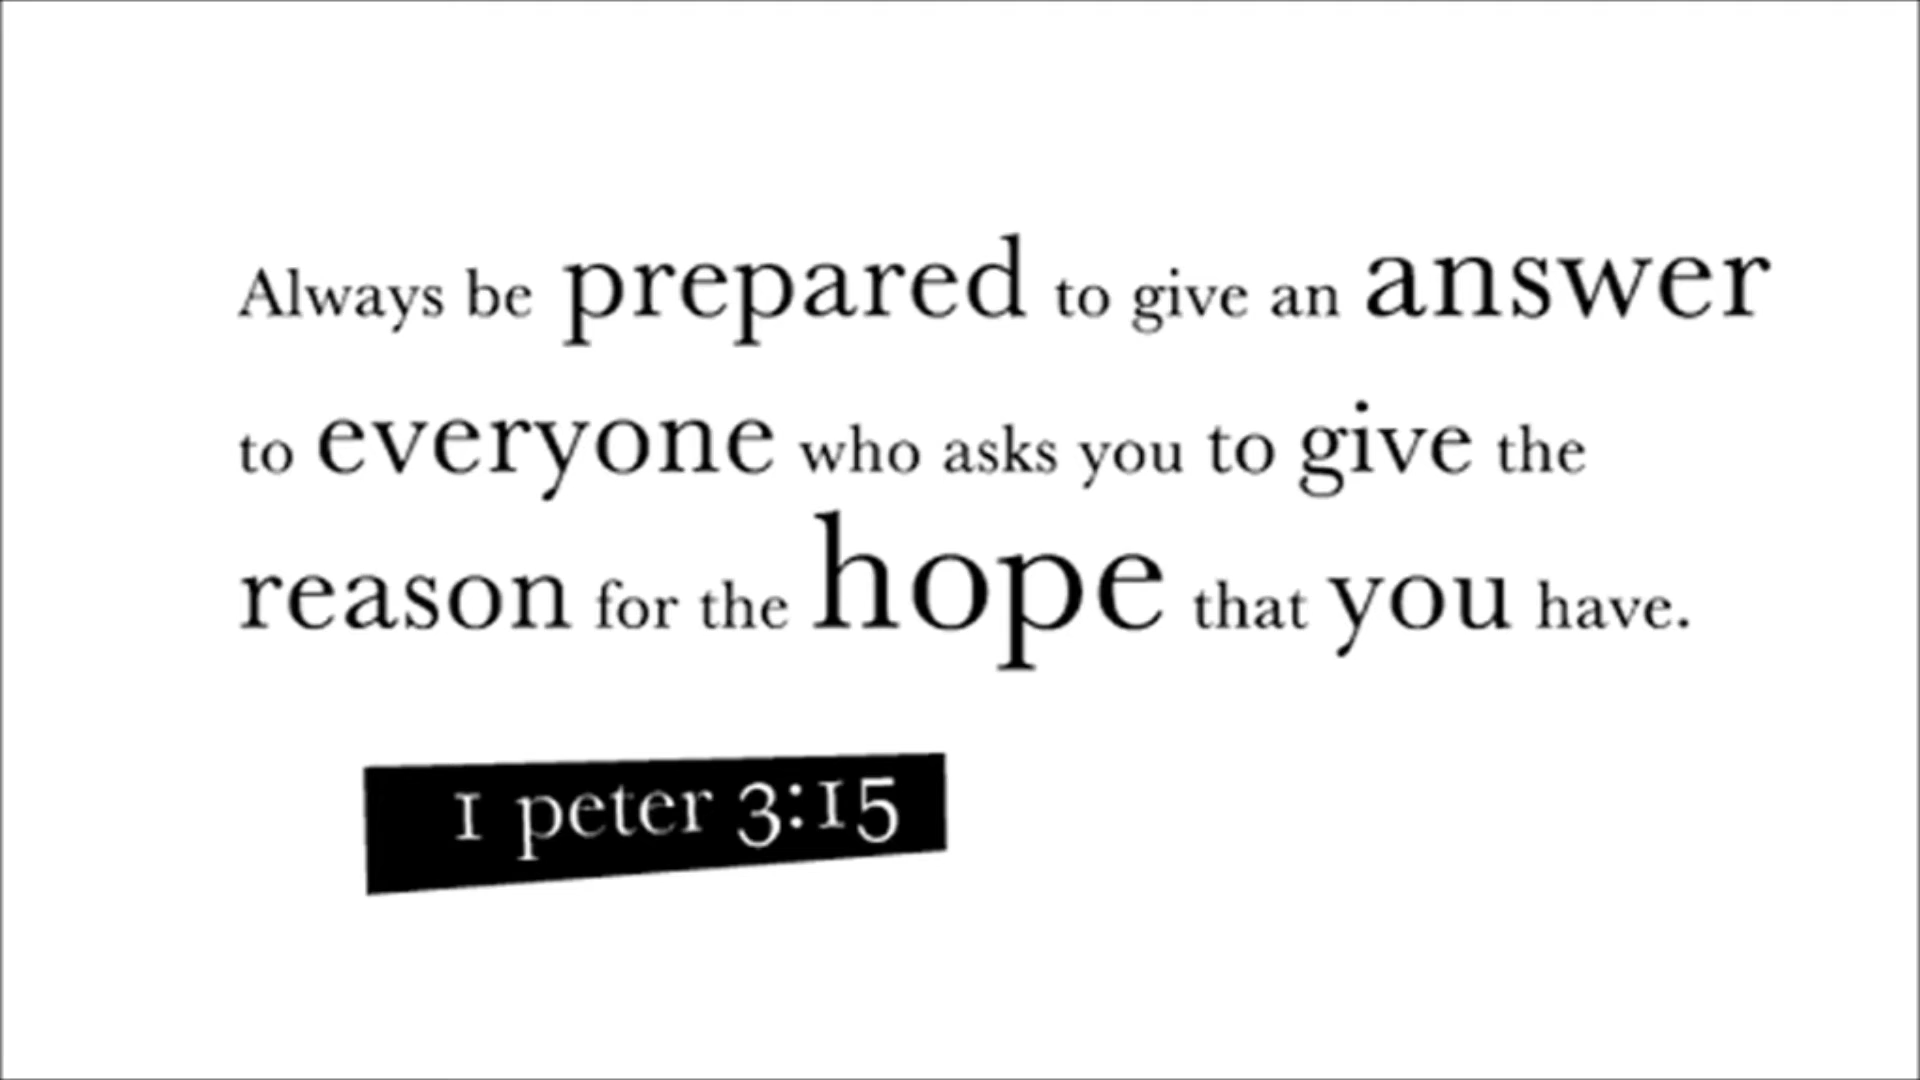 Always be prepared to give an answer
to everyone who asks you to give the
reason for the hope that you have.
1 peter 3:15